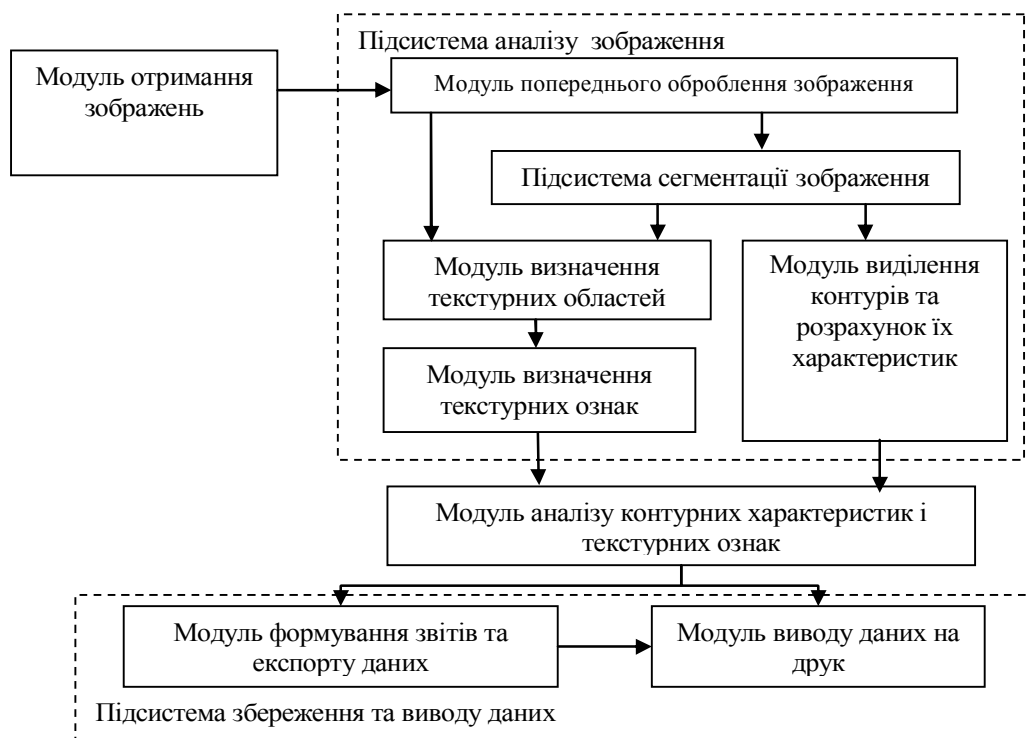 Підсистема аналізу зображення
Модуль отримання
зображень
Модуль попереднього оброблення зображення
Підсистема сегментації зображення
Модуль визначення
текстурних областей
Модуль виділення
контурів та
розрахунок їх
характеристик
Модуль визначення
текстурних ознак
Модуль аналізу контурних характеристик і
текстурних ознак
Модуль формування звітів та
експорту даних
Модуль виводу даних на
друк
Підсистема збереження та виводу даних